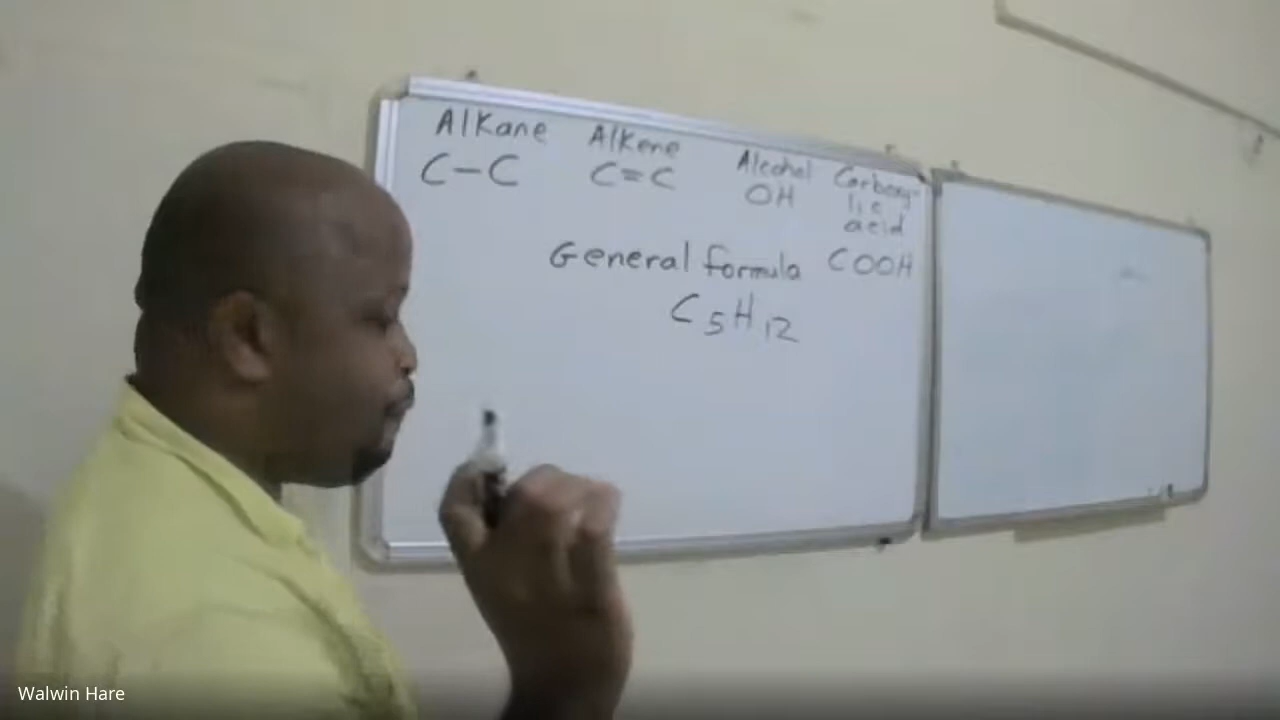 Alkane Alkene Alcohol Carboxy-
C-C C=C OH lic
acid
General formula COOH
C5H12
Walwin Hare